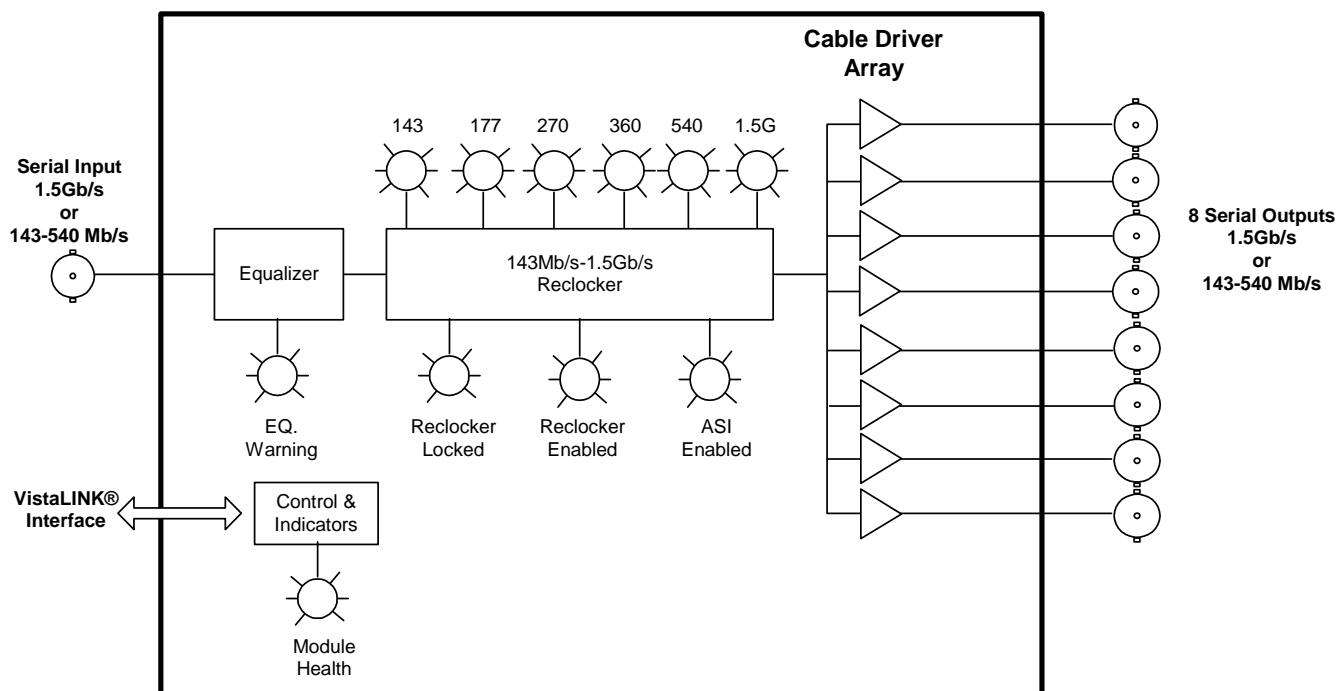 Cable Driver
Array
143
177
270
360
540
1.5G
Serial Input
1.5Gb/s
or
143-540 Mb/s
Equalizer
143Mb/s-1.5Gb/s
Reclocker
8 Serial Outputs
1.5Gb/s
or
143-540 Mb/s
EQ.
Warning
Reclocker
Locked
Reclocker
Enabled
ASI
Enabled
VistaLINK®
Interface
Control &
Indicators
Module
Health